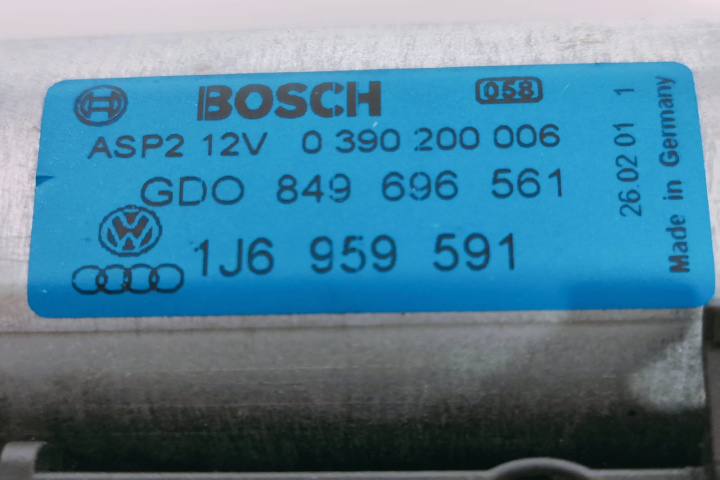 BOSCH 058
ASP2 12V 0 390 200 006
GDO 849 696 561
1J6 959 591
26.02 01 1
Made in Germany